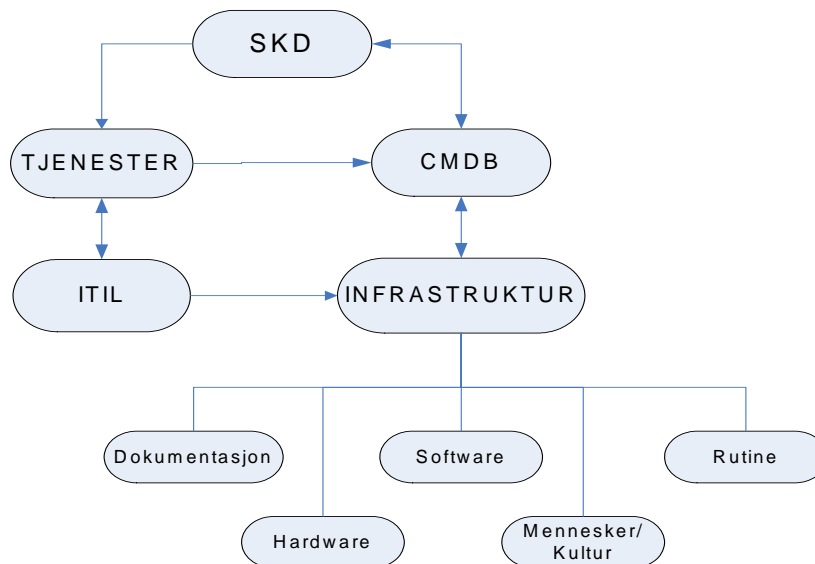 SKD
TJENESTER
CMDB
ITIL
INFRASTRUKTUR
Dokumentasjon
Software
Rutine
Hardware
Mennesker/
Kultur